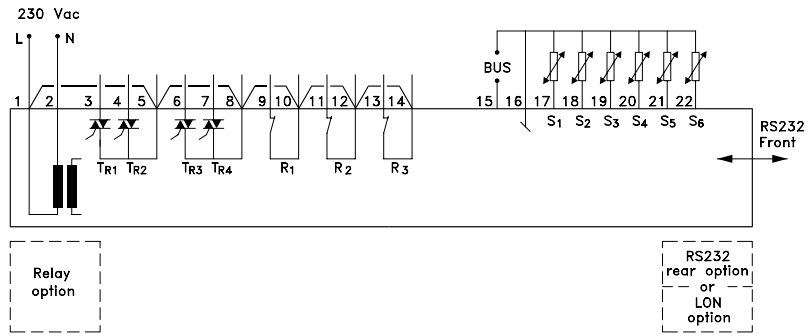 230 Vac
L N
BUS
1 2 3 4 5 6 7 8 9 10 11 12 13 14 15 16 17 18 19 20 21 22
S1 S2 S3 S4 S5 S6
RS232
Front
TR1 TR2 TR3 TR4 R1 R2 R3
Relay
option
RS232
rear option
or
LON
option